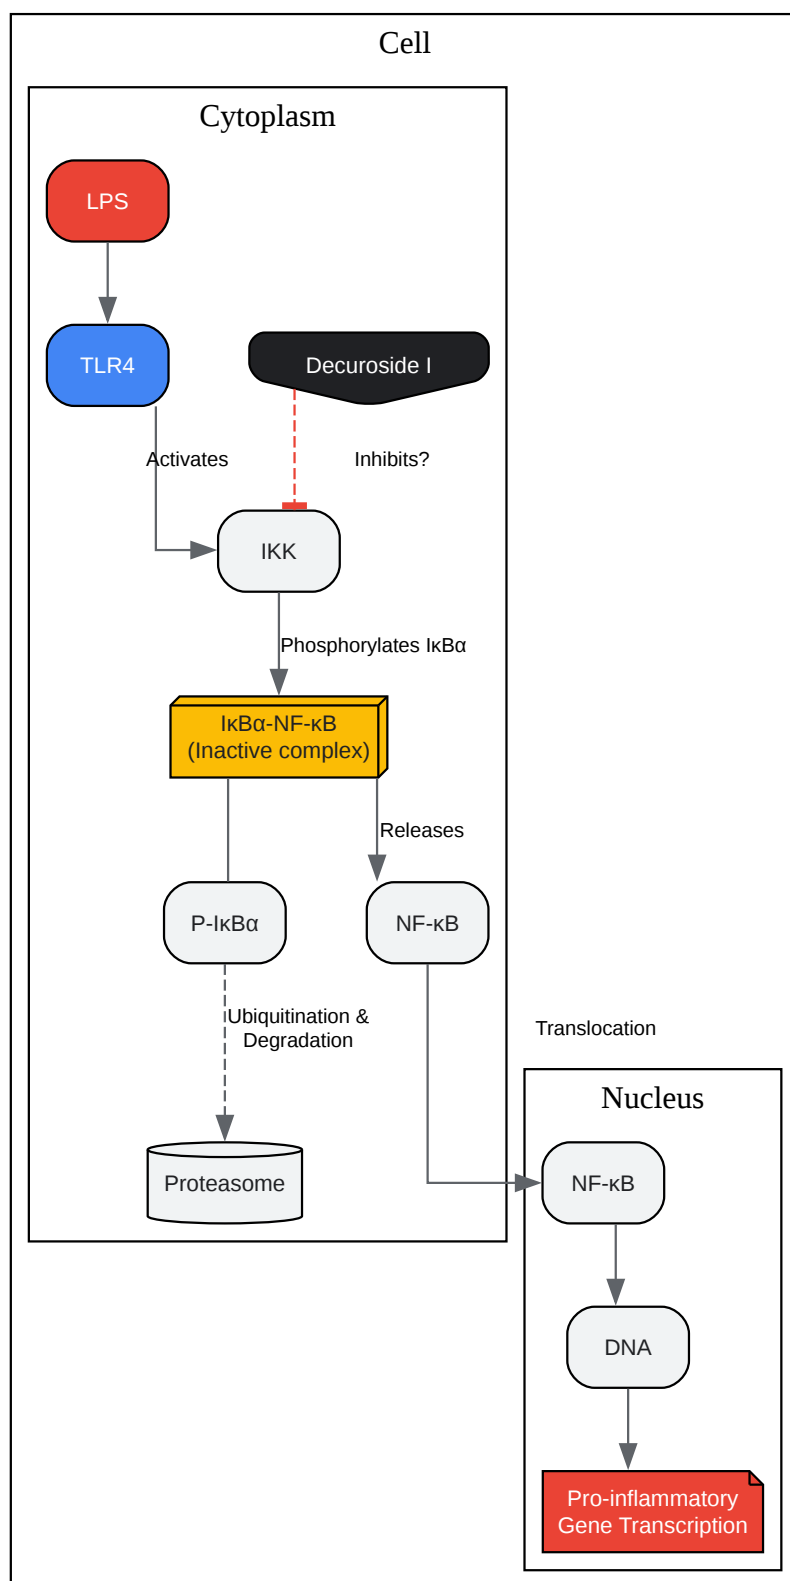 Cell
Cytoplasm
LPS
TLR4
Decuroside I
Activates
Inhibits?
IKK
Phosphorylates IκBα
IκBα-NF-κB
(Inactive complex)
Releases
P-IκBα
NF-κB
Ubiquitination &
Degradation
Translocation
Nucleus
Proteasome
NF-κB
DNA
Pro-inflammatory
Gene Transcription